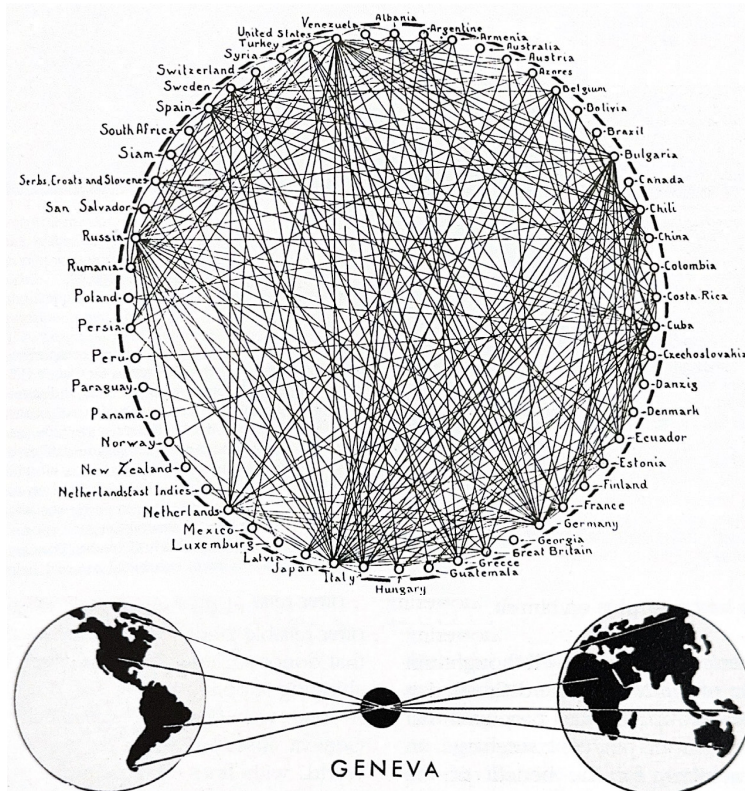 Albania
Argentine
Armenia
Australia
Austria
Azores
Belgium
Bolivia
Brazil
Bulgaria
Canada
Chili
China
Colombia
Costa Rica
Cuba
Czechoslovakia
Danzig
Denmark
Ecuador
Estonia
Finland
France
Germany
Georgia
Great Britain
Greece
Guatemala
Hungary
Italy
Japan
Latvia
Luxemburg
Mexico
Netherlands
Netherlands East Indies
New Zealand
Norway
Panama
Paraguay
Peru
Persia
Poland
Rumania
Russia
San Salvador
Serbs, Croats and Slovenes
Siam
South Africa
Spain
Sweden
Switzerland
Syria
Turkey
United States
Venezuela
GENEVA